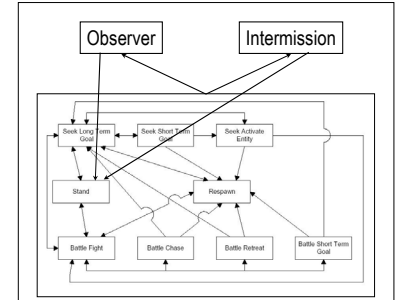 Observer
Intermission
Seek Long Term
Goal
Seek Short Term
Goal
Seek Activate
Entity
Stand
Respawn
Battle Fight
Battle Chase
Battle Retreat
Battle Short Term
Goal